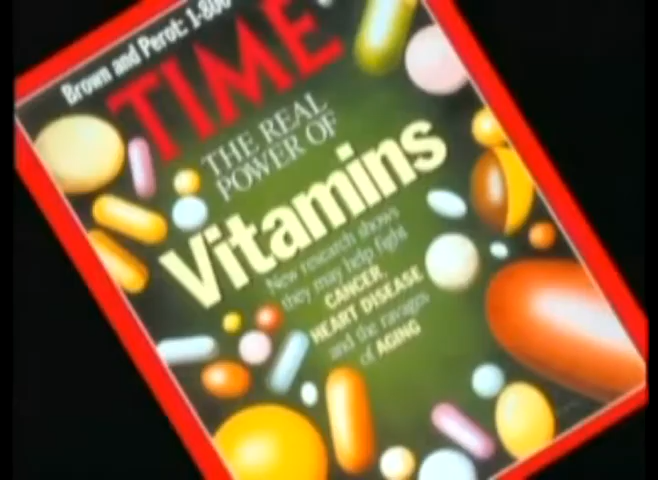 Brown and Perot: 1-800
TIME
THE REAL
POWER OF
Vitamins
New research shows
they may help fight
CANCER,
HEART DISEASE
and the ravages
of AGING